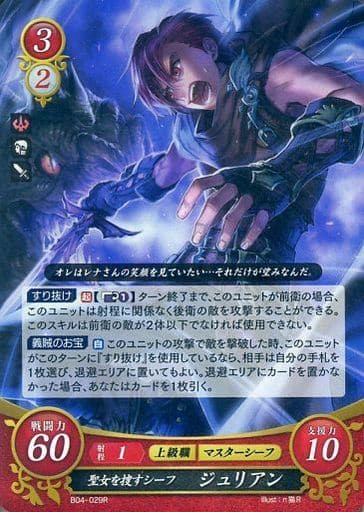 3
2
オレはレナさんの笑顔を見ていたい…それだけが望みなんだ。
すり抜け 起 [1] ターン終了まで、このユニットが前衛の場合、
このユニットは射程に関係なく後衛の敵を攻撃することができる。
このスキルは前衛の敵が2体以下でなければ使用できない。
義賊のお宝 自 このユニットの攻撃で敵を撃破した時、このユニット
がこのターンに「すり抜け」を使用しているなら、相手は自分の手札を
1枚選び、退避エリアに置いてもよい。退避エリアにカードを置かな
かった場合、あなたはカードを1枚引く。
戦闘力
60
射程 1 上級職 マスターシーフ
支援力
10
聖女を捜すシーフ ジュリアン
B04-029R
illust：n猫R